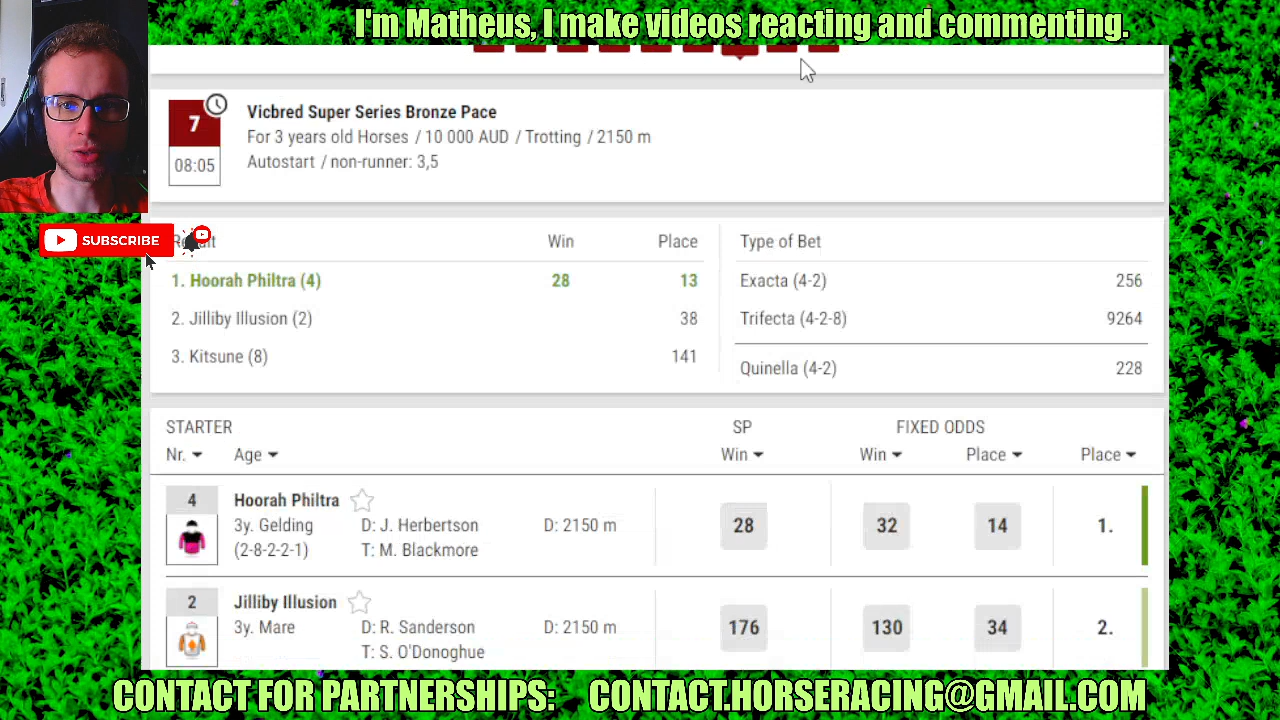 I'm Matheus, I make videos reacting and commenting.
7
08:05
Vicbred Super Series Bronze Pace
For 3 years old Horses / 10 000 AUD / Trotting / 2150 m
Autostart / non-runner: 3,5
SUBSCRIBE
Win Place
1. Hoorah Philtra (4) 28 13
2. Jilliby Illusion (2) 38
3. Kitsune (8) 141
Type of Bet
Exacta (4-2) 256
Trifecta (4-2-8) 9264
Quinella (4-2) 228
STARTER SP FIXED ODDS
Nr. Age Win Win Place Place
4 Hoorah Philtra
3y. Gelding D: J. Herbertson D: 2150 m 28 32 14 1.
(2-8-2-2-1) T: M. Blackmore
2 Jilliby Illusion
3y. Mare D: R. Sanderson D: 2150 m 176 130 34 2.
T: S. O'Donoghue
CONTACT FOR PARTNERSHIPS: CONTACT.HORSERACING@GMAIL.COM